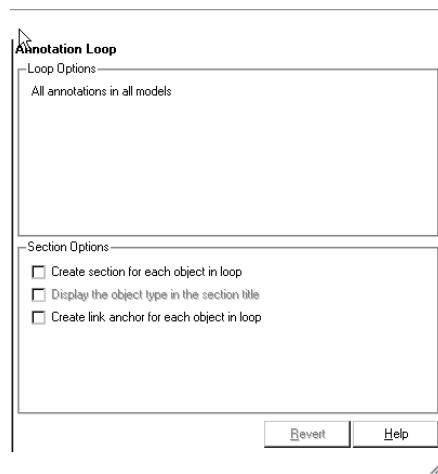 Annotation Loop
Loop Options
All annotations in all models
Section Options
Create section for each object in loop
Display the object type in the section title
Create link anchor for each object in loop
Revert Help